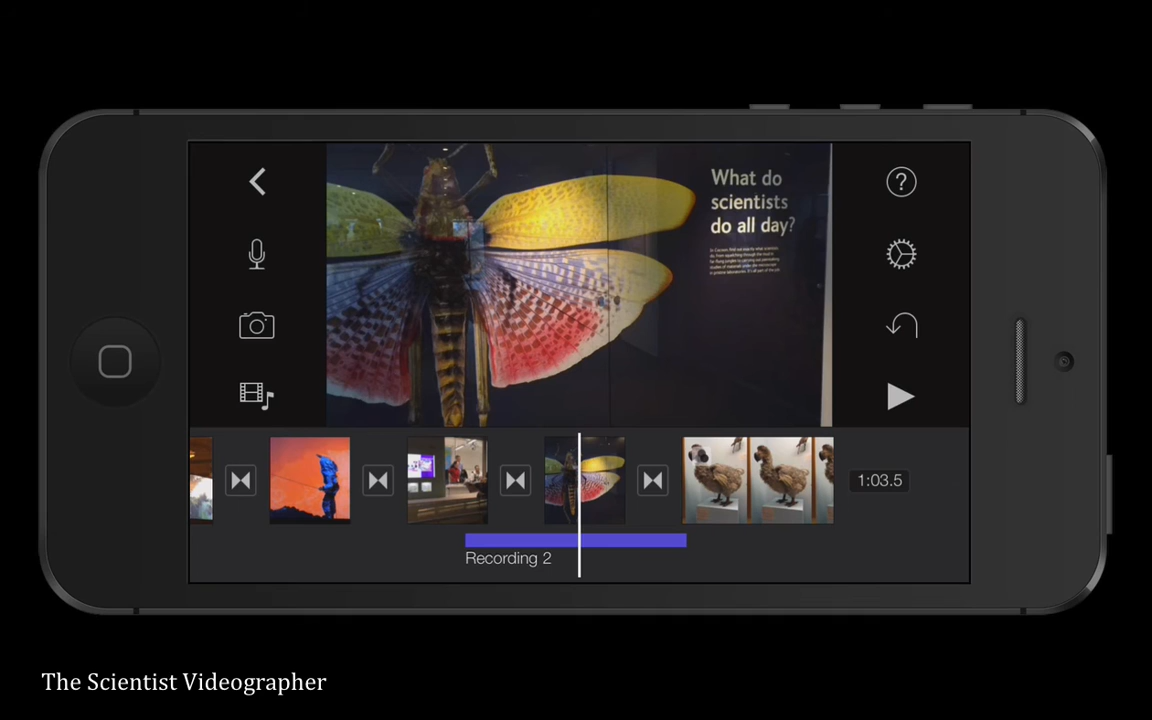 What do
scientists
do all day?
?
1:03.5
Recording 2
The Scientist Videographer